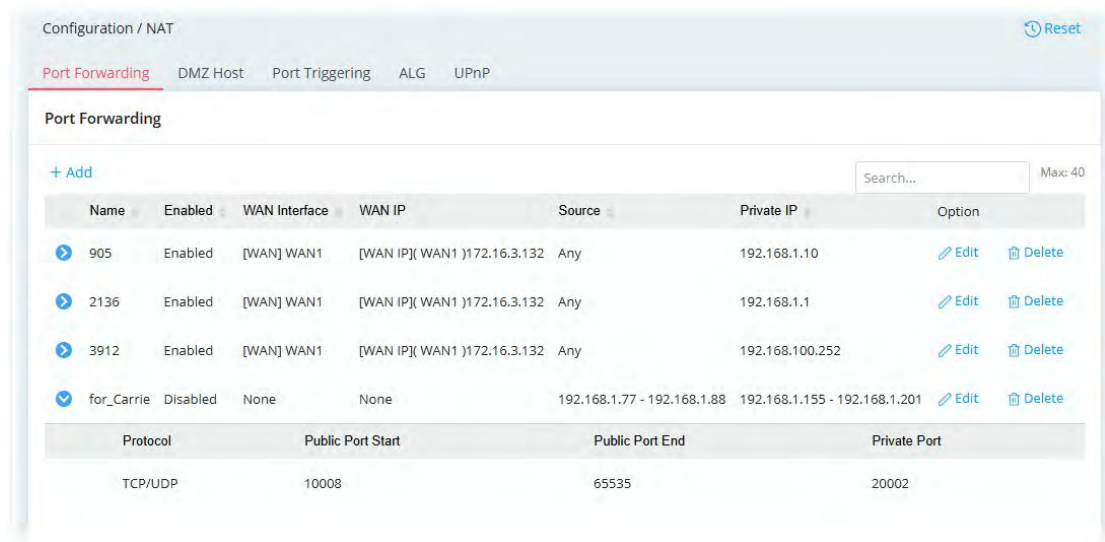 Configuration / NAT Reset
Port Forwarding DMZ Host Port Triggering ALG UPnP
Port Forwarding
+ Add Search... Max: 40
Name Enabled WAN Interface WAN IP Source Private IP Option
905 Enabled [WAN] WAN1 [WAN IP]( WAN1 )172.16.3.132 Any 192.168.1.10 Edit Delete
2136 Enabled [WAN] WAN1 [WAN IP]( WAN1 )172.16.3.132 Any 192.168.1.1 Edit Delete
3912 Enabled [WAN] WAN1 [WAN IP]( WAN1 )172.16.3.132 Any 192.168.100.252 Edit Delete
for_Carrie Disabled None None 192.168.1.77 - 192.168.1.88 192.168.1.155 - 192.168.1.201 Edit Delete
Protocol Public Port Start Public Port End Private Port
TCP/UDP 10008 65535 20002